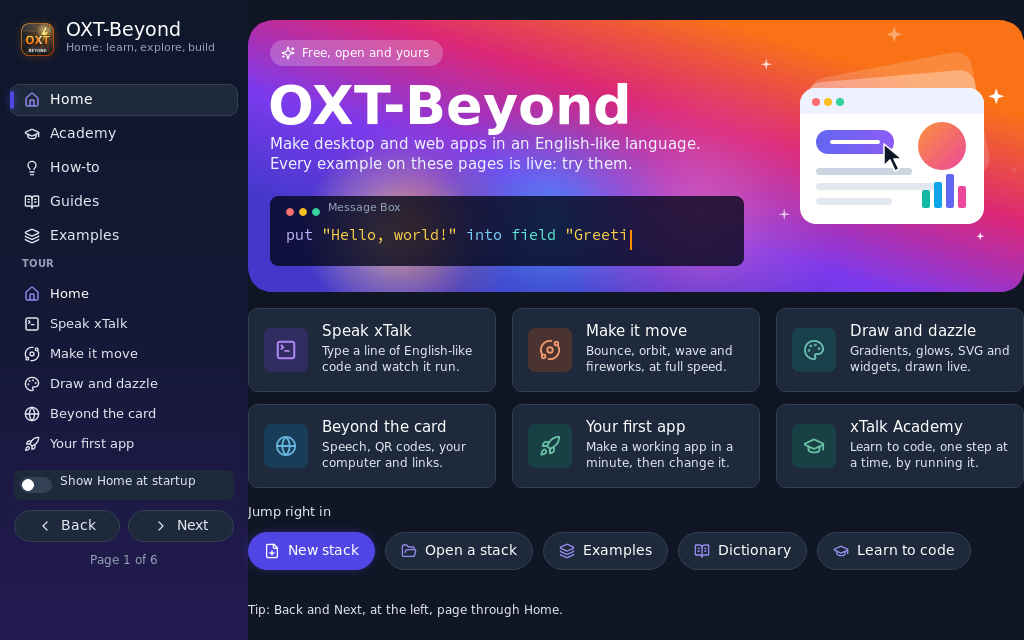 OXT
BEYOND
OXT-Beyond
Home: learn, explore, build
Home
Academy
How-to
Guides
Examples
TOUR
Home
Speak xTalk
Make it move
Draw and dazzle
Beyond the card
Your first app
Show Home at startup
Back
Next
Page 1 of 6
Free, open and yours
OXT-Beyond
Make desktop and web apps in an English-like language.
Every example on these pages is live: try them.
Message Box
put "Hello, world!" into field "Greeti
Speak xTalk
Type a line of English-like
code and watch it run.
Make it move
Bounce, orbit, wave and
fireworks, at full speed.
Draw and dazzle
Gradients, glows, SVG and
widgets, drawn live.
Beyond the card
Speech, QR codes, your
computer and links.
Your first app
Make a working app in a
minute, then change it.
xTalk Academy
Learn to code, one step at
a time, by running it.
Jump right in
New stack
Open a stack
Examples
Dictionary
Learn to code
Tip: Back and Next, at the left, page through Home.